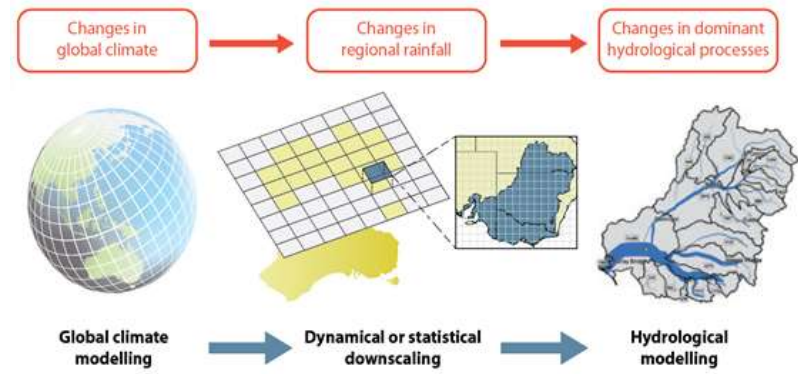 Changes in
global climate
Changes in
regional rainfall
Changes in dominant
hydrological processes
Global climate
modelling
Dynamical or statistical
downscaling
Hydrological
modelling